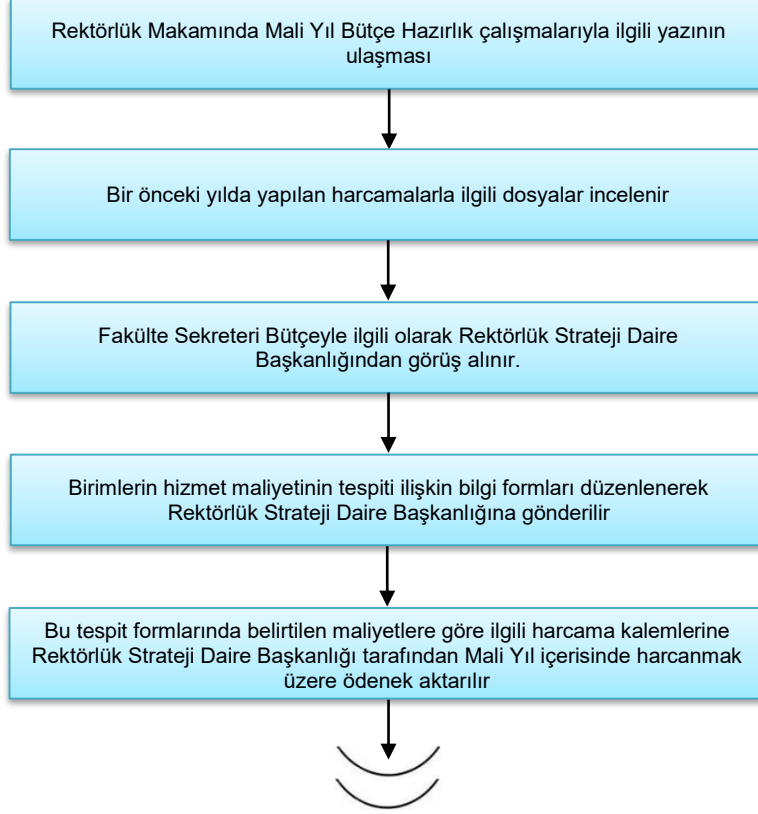 Rektörlük Makamında Mali Yıl Bütçe Hazırlık çalışmalarıyla ilgili yazının
ulaşması
Bir önceki yılda yapılan harcamalarla ilgili dosyalar incelenir
Fakülte Sekreteri Bütçeyle ilgili olarak Rektörlük Strateji Daire
Başkanlığından görüş alınır.
Birimlerin hizmet maliyetinin tespiti ilişkin bilgi formları düzenlenerek
Rektörlük Strateji Daire Başkanlığına gönderilir
Bu tespit formlarında belirtilen maliyetlere göre ilgili harcama kalemlerine
Rektörlük Strateji Daire Başkanlığı tarafından Mali Yıl içerisinde harcanmak
üzere ödenek aktarılır